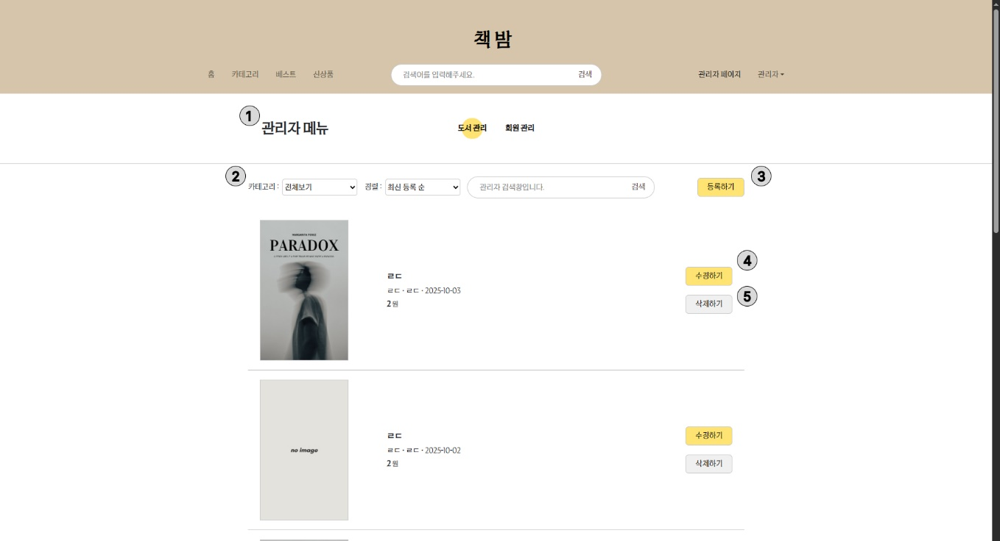 책 밤
홈 카테고리 베스트 신상품 검색어를 입력해주세요. 검색 관리자 페이지 관리자
1 관리자 메뉴 도서 관리 회원 관리
2 카테고리 : 전체보기 정렬 : 최신 등록 순 관리자 검색창입니다. 검색 등록하기 3
MARGARITA PEREZ
PARADOX
ㄹㄷ
ㄹㄷ · ㄹㄷ · 2025-10-03
2원
수정하기 4
삭제하기 5
no image
ㄹㄷ
ㄹㄷ · ㄹㄷ · 2025-10-02
2원
수정하기
삭제하기